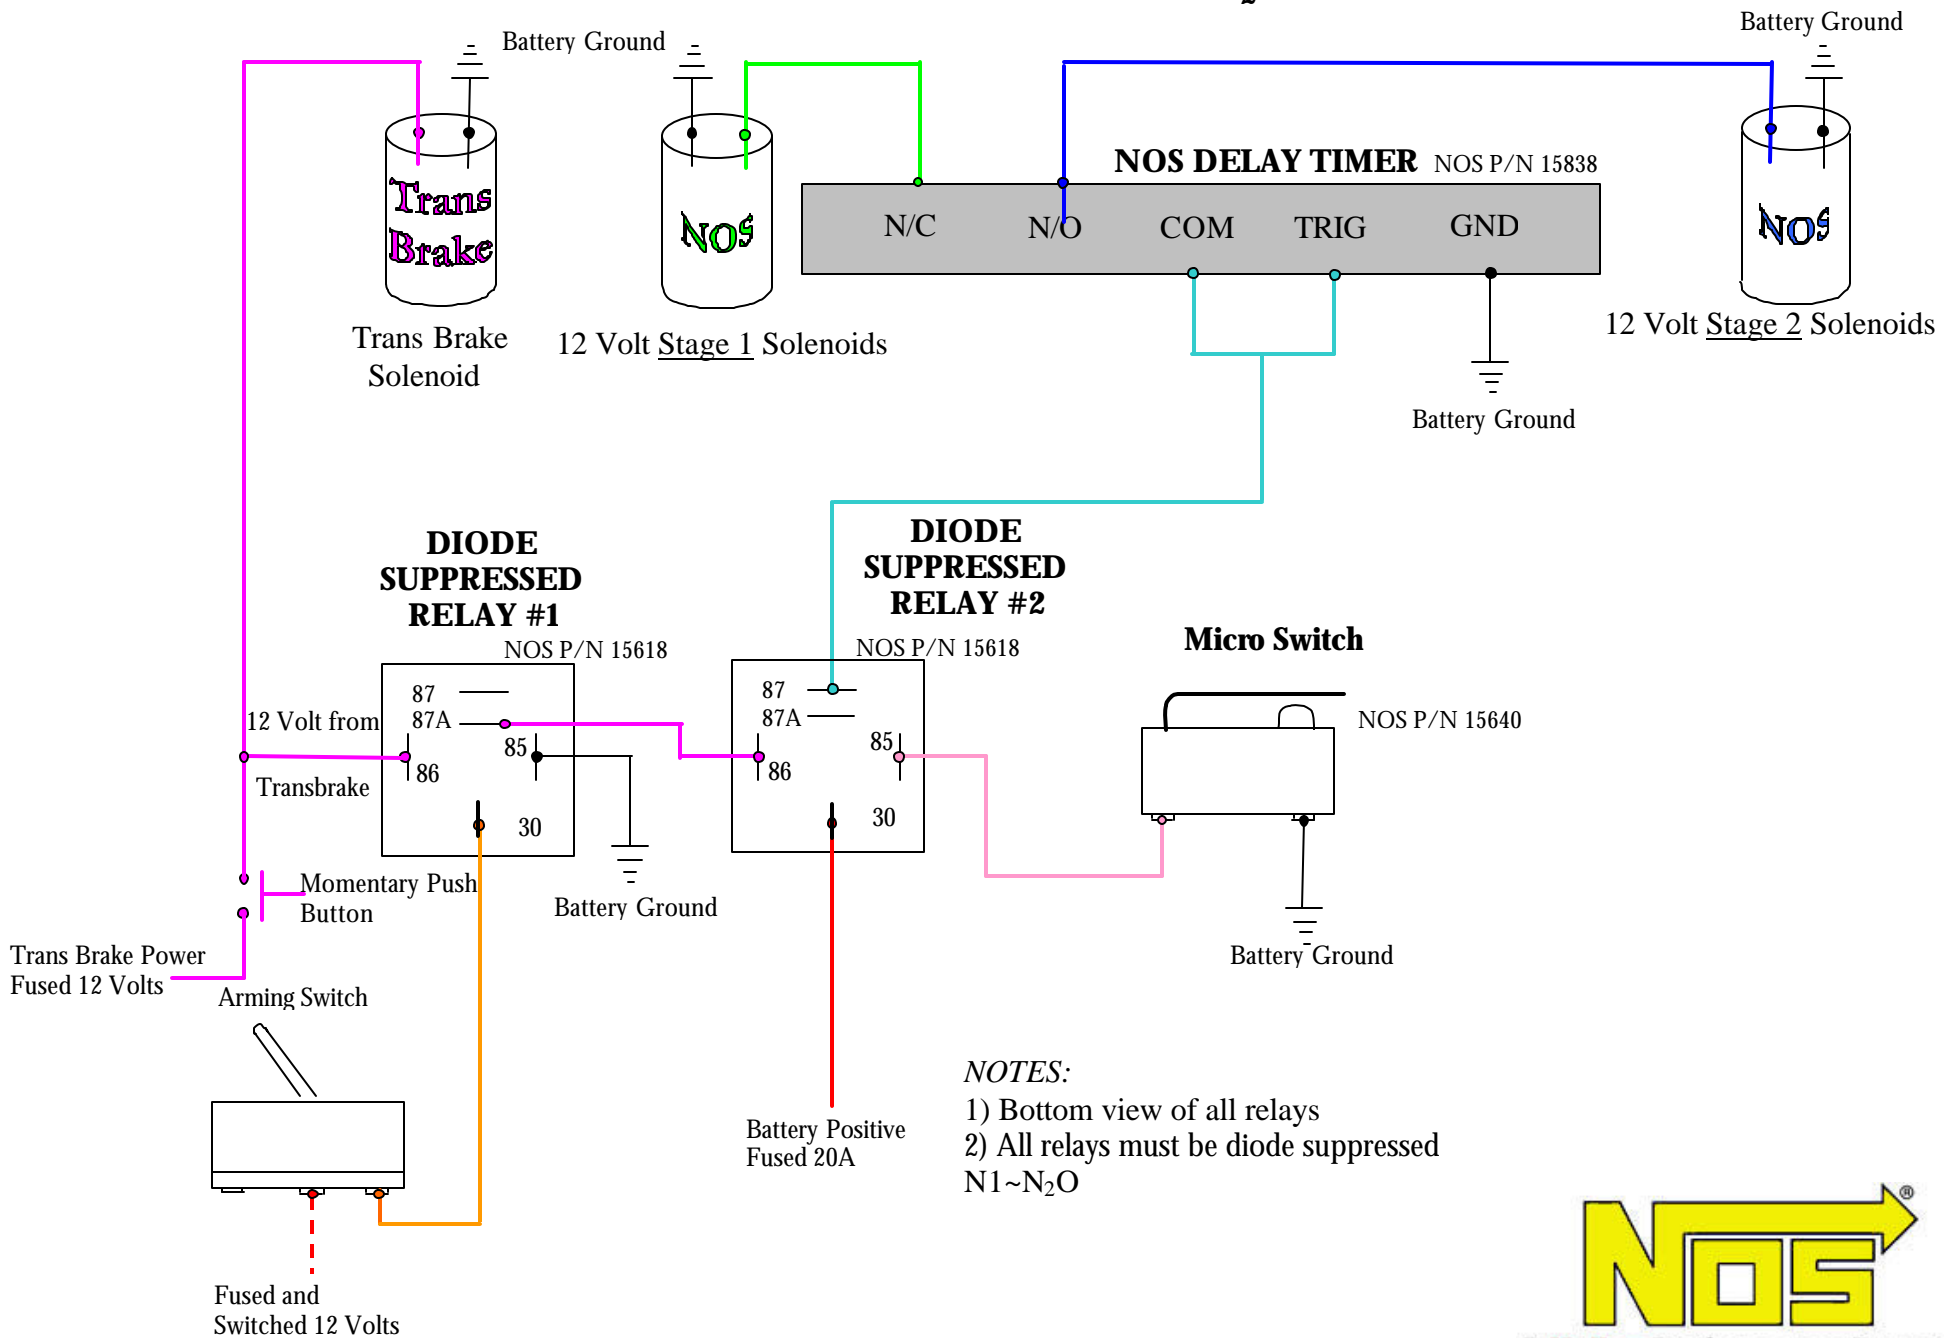 2
Battery Ground
Battery Ground
NOS DELAY TIMER NOS P/N 15838
N/C N/O COM TRIG GND
Trans
Brake
NOS
NOS
Trans Brake
Solenoid
12 Volt Stage 1 Solenoids
12 Volt Stage 2 Solenoids
Battery Ground
DIODE
SUPPRESSED
RELAY #1
NOS P/N 15618
DIODE
SUPPRESSED
RELAY #2
NOS P/N 15618
Micro Switch
NOS P/N 15640
12 Volt from
Transbrake
87
87A
85
86
30
87
87A
85
86
30
Battery Ground
Momentary Push
Button
Trans Brake Power
Fused 12 Volts
Battery Ground
Arming Switch
Battery Positive
Fused 20A
NOTES:
1) Bottom view of all relays
2) All relays must be diode suppressed
N1~N₂O
Fused and
Switched 12 Volts
NOS®